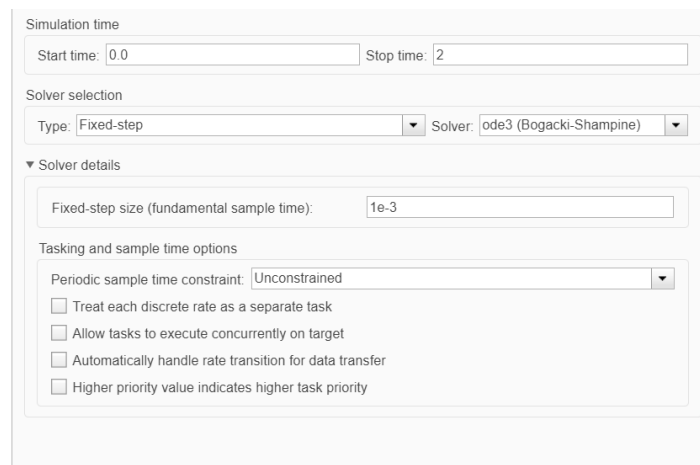 Simulation time
Start time: 0.0 Stop time: 2
Solver selection
Type: Fixed-step Solver: ode3 (Bogacki-Shampine)
Solver details
Fixed-step size (fundamental sample time): 1e-3
Tasking and sample time options
Periodic sample time constraint: Unconstrained
Treat each discrete rate as a separate task
Allow tasks to execute concurrently on target
Automatically handle rate transition for data transfer
Higher priority value indicates higher task priority